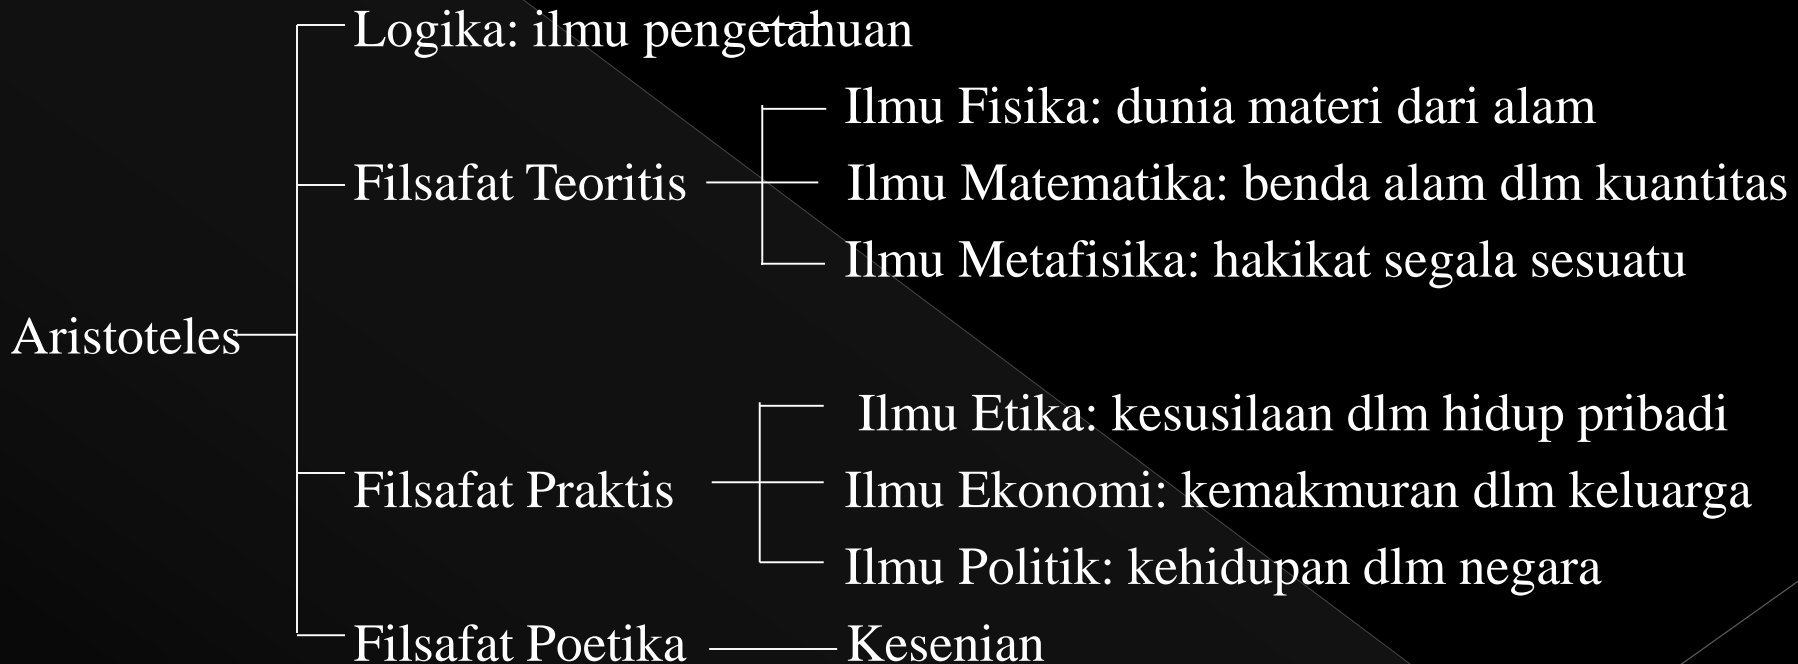 Logika: ilmu pengetahuan
Ilmu Fisika: dunia materi dari alam
Filsafat Teoritis Ilmu Matematika: benda alam dlm kuantitas
Ilmu Metafisika: hakikat segala sesuatu
Aristoteles
Ilmu Etika: kesusilaan dlm hidup pribadi
Filsafat Praktis Ilmu Ekonomi: kemakmuran dlm keluarga
Ilmu Politik: kehidupan dlm negara
Filsafat Poetika Kesenian